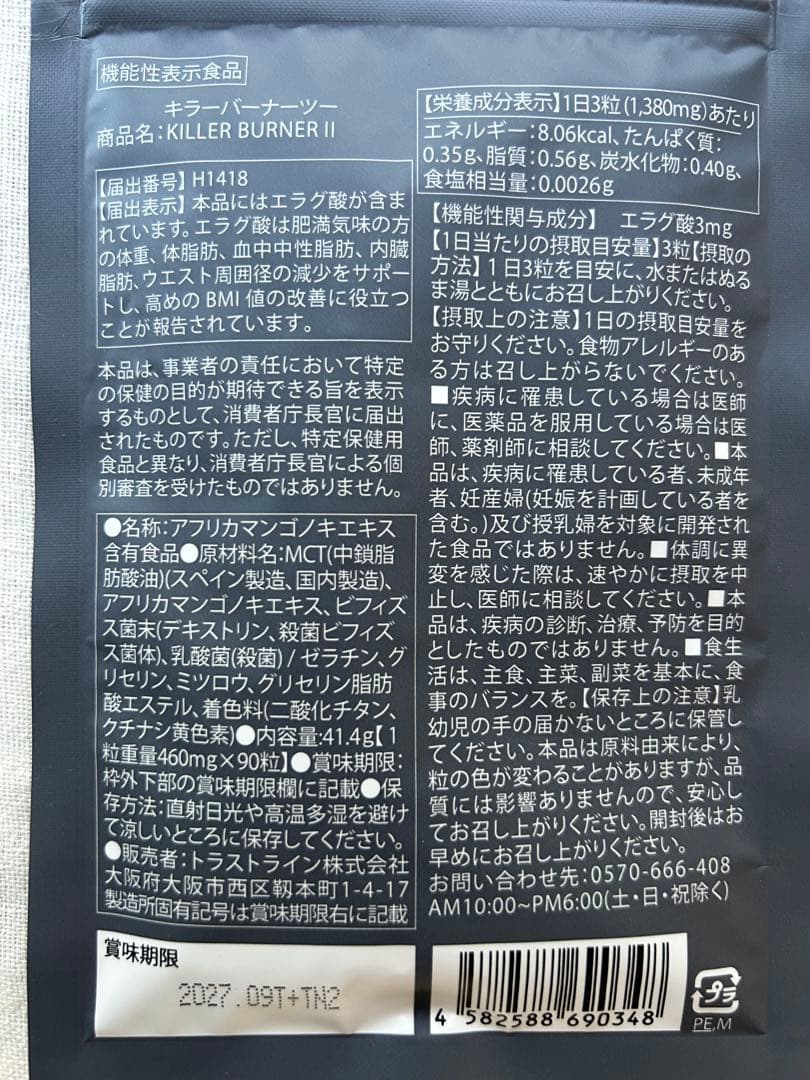 機能性表示食品
キラーバーナーツー
商品名:KILLER BURNER II
【届出番号】H1418
【届出表示】本品にはエラグ酸が含ま
れています。エラグ酸は肥満気味の方
の体重、体脂肪、血中中性脂肪、内臓
脂肪、ウエスト周囲径の減少をサポー
トし、高めのBMI値の改善に役立つ
ことが報告されています。
本品は、事業者の責任において特定
の保健の目的が期待できる旨を表示
するものとして、消費者庁長官に届出
されたものです。ただし、特定保健用
食品と異なり、消費者庁長官による個
別審査を受けたものではありません。
●名称:アフリカマンゴノキエキス
含有食品●原材料名:MCT(中鎖脂
肪酸油)(スペイン製造、国内製造)、
アフリカマンゴノキエキス、ビフィズ
ス菌末(デキストリン、殺菌ビフィズ
ス菌体)、乳酸菌(殺菌)/ゼラチン、グ
リセリン、ミツロウ、グリセリン脂肪
酸エステル、着色料(二酸化チタン、
クチナシ黄色素)●内容量:41.4g【1
粒重量460mg×90粒】●賞味期限:
枠外下部の賞味期限欄に記載●保
存方法:直射日光や高温多湿を避け
て涼しいところに保存してください。
●販売者:トラストライン株式会社
大阪府大阪市西区靱本町1-4-17
製造所固有記号は賞味期限右に記載
賞味期限
2027.09T+TN2
【栄養成分表示】1日3粒(1,380mg)あたり
エネルギー:8.06kcal、たんぱく質:
0.35g、脂質:0.56g、炭水化物:0.40g、
食塩相当量:0.0026g
【機能性関与成分】 エラグ酸3mg
【1日当たりの摂取目安量】3粒【摂取の
方法】1日3粒を目安に、水またはぬる
ま湯とともにお召し上がりください。
【摂取上の注意】1日の摂取目安量を
お守りください。食物アレルギーのあ
る方は召し上がらないでください。
■疾病に罹患している場合は医師
に、医薬品を服用している場合は医
師、薬剤師に相談してください。■本
品は、疾病に罹患している者、未成年
者、妊産婦(妊娠を計画している者を
含む。)及び授乳婦を対象に開発され
た食品ではありません。■体調に異
変を感じた際は、速やかに摂取を中
止し、医師に相談してください。■本
品は、疾病の診断、治療、予防を目的
としたものではありません。■食生
活は、主食、主菜、副菜を基本に、食
事のバランスを。【保存上の注意】乳
幼児の手の届かないところに保管し
てください。本品は原料由来により、
粒の色が変わることがありますが、品
質には影響ありませんので、安心し
てお召し上がりください。開封後はお
早めにお召し上がりください。
お問い合わせ先:0570-666-408
AM10:00~PM6:00(土・日・祝除く)
4 582588 690348
プラ
PE,M